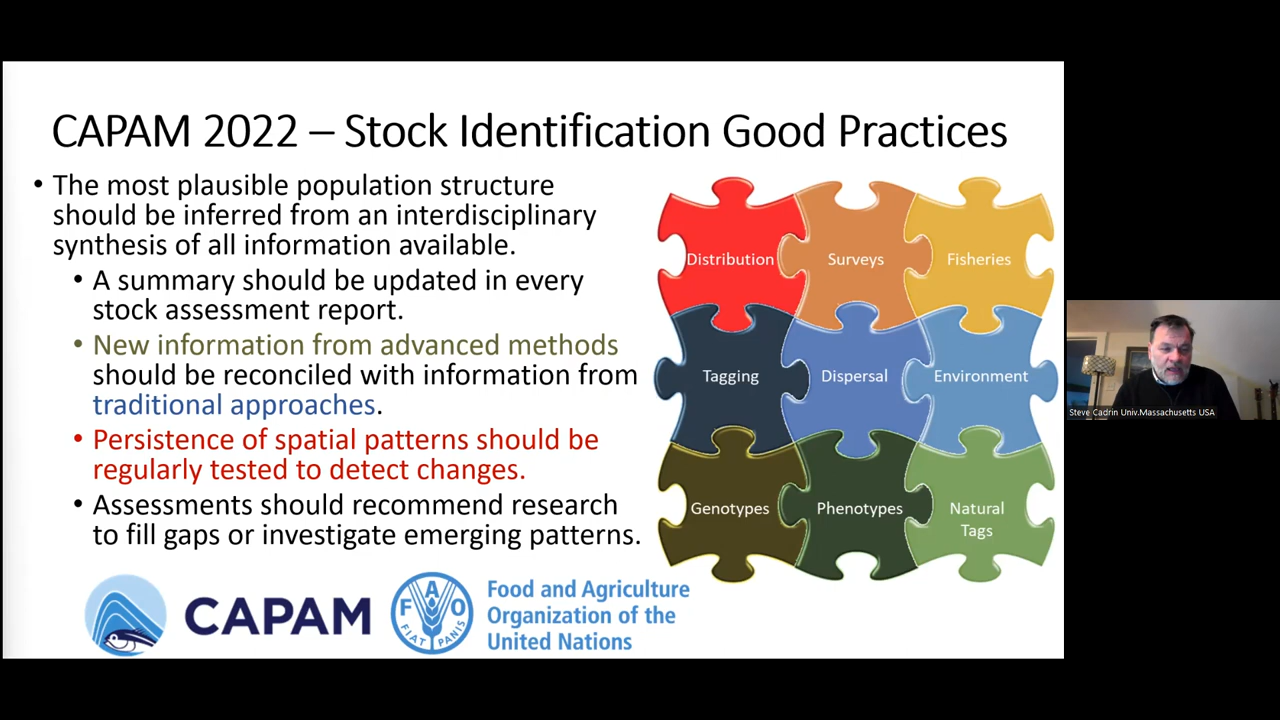 CAPAM 2022 – Stock Identification Good Practices
• The most plausible population structure
should be inferred from an interdisciplinary
synthesis of all information available.
• A summary should be updated in every
stock assessment report.
• New information from advanced methods
should be reconciled with information from
traditional approaches.
• Persistence of spatial patterns should be
regularly tested to detect changes.
• Assessments should recommend research
to fill gaps or investigate emerging patterns.
Distribution
Surveys
Fisheries
Tagging
Dispersal
Environment
Genotypes
Phenotypes
Natural
Tags
CAPAM
F A O
FIAT PANIS
Food and Agriculture
Organization of the
United Nations
Steve Cadrin Univ.Massachusetts USA